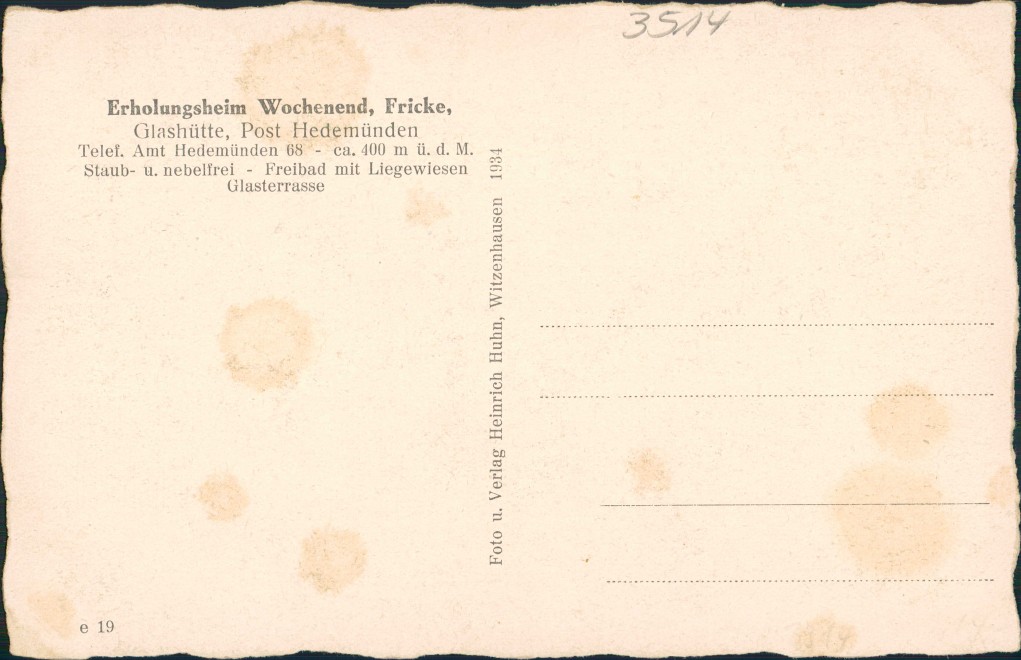 3514
Erholungsheim Wochenend, Fricke,
Glashütte, Post Hedemünden
Telef. Amt Hedemünden 68 - ca. 400 m ü. d. M.
Staub- u. nebelfrei - Freibad mit Liegewiesen
Glasterrasse
Foto u. Verlag Heinrich Huhn, Witzenhausen 1934
e 19